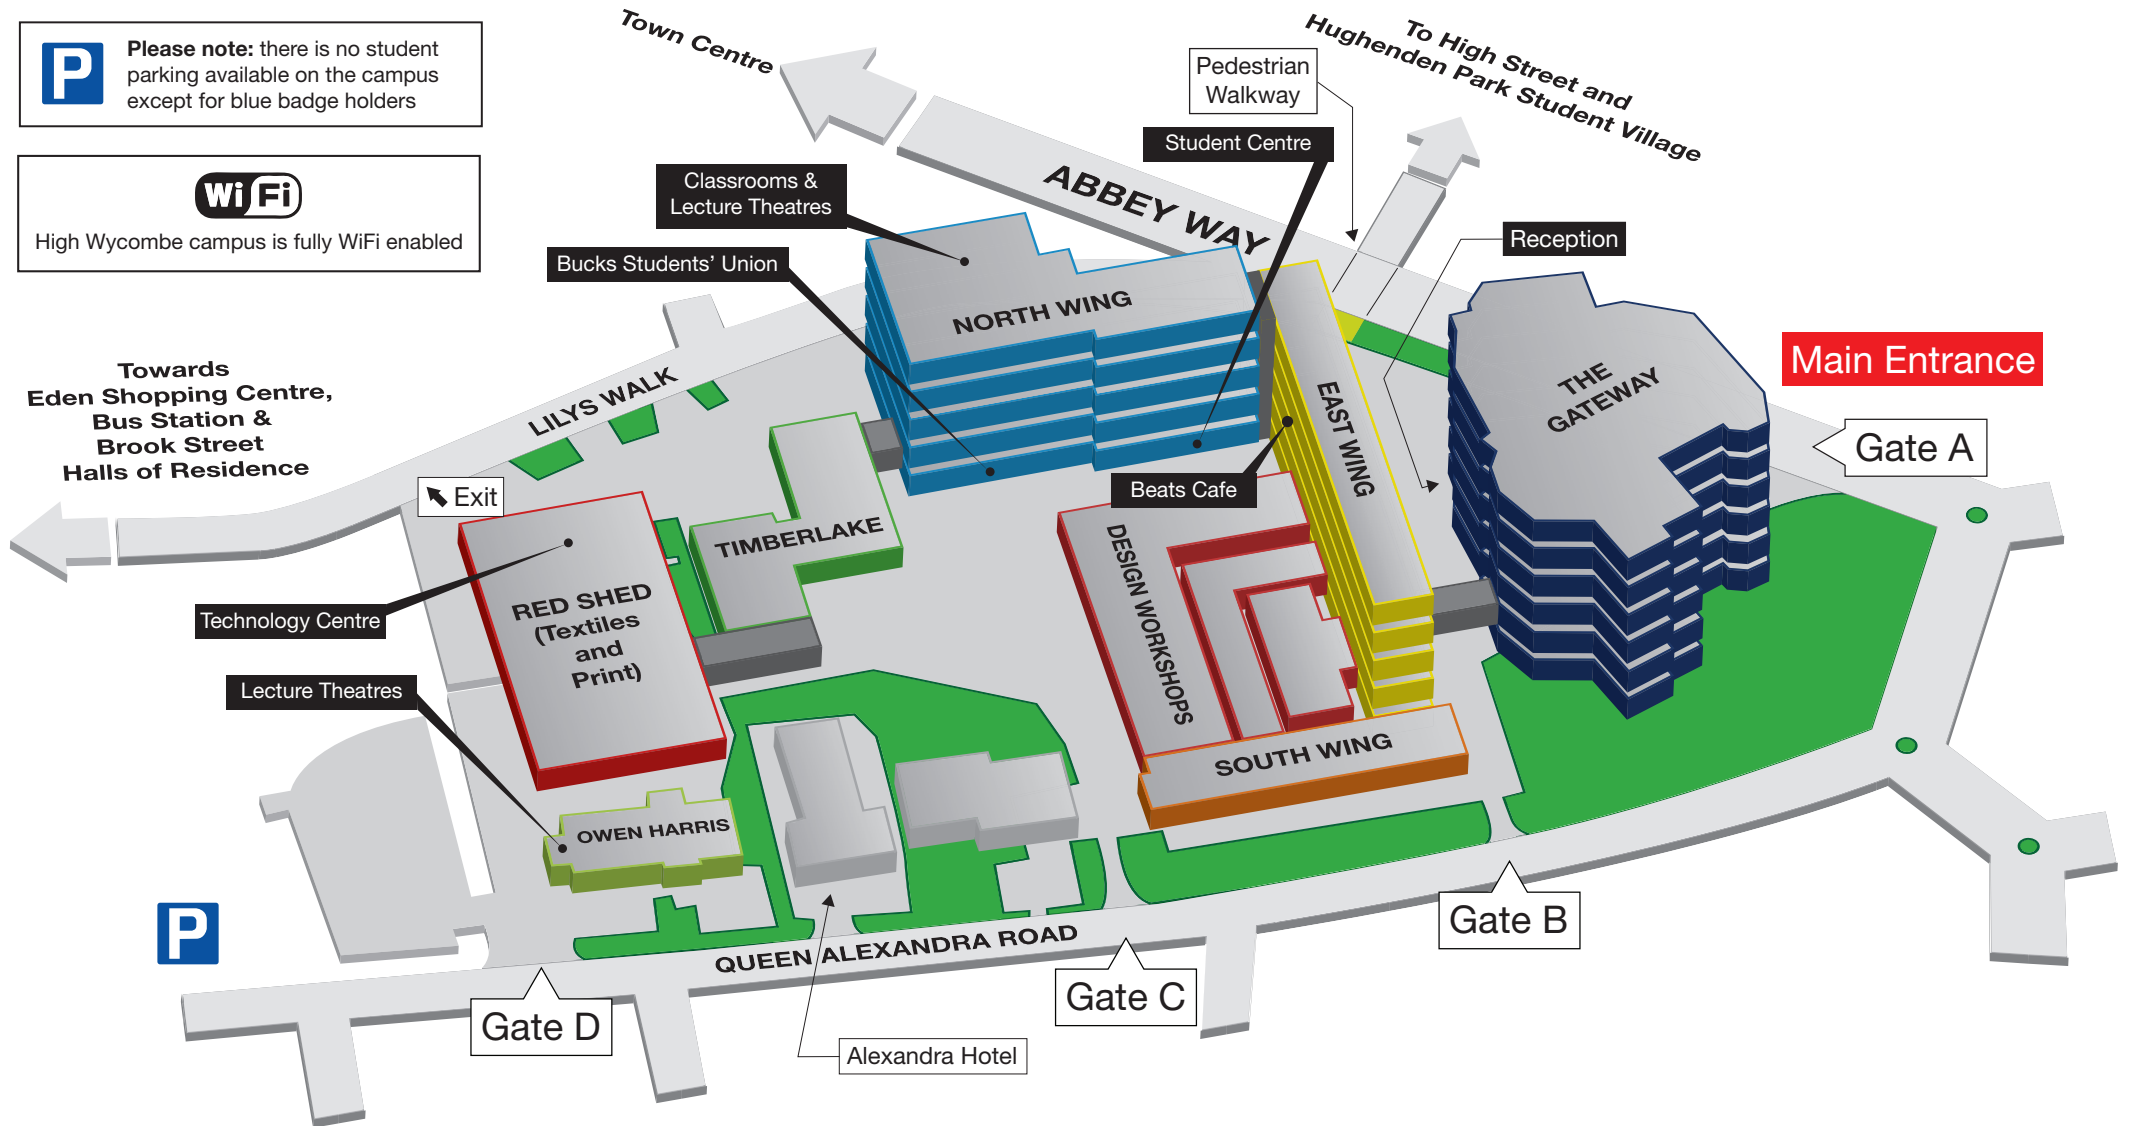 Please note: there is no student
parking available on the campus
except for blue badge holders
P
WiFi
High Wycombe campus is fully WiFi enabled
Town Centre
To High Street and
Hughenden Park Student Village
Pedestrian
Walkway
Student Centre
ABBEY WAY
Classrooms &
Lecture Theatres
Bucks Students’ Union
Reception
NORTH WING
EAST WING
THE
GATEWAY
Main Entrance
Gate A
Towards
Eden Shopping Centre,
Bus Station &
Brook Street
Halls of Residence
LILYS WALK
Exit
Beats Cafe
TIMBERLAKE
DESIGN WORKSHOPS
RED SHED
(Textiles
and
Print)
Technology Centre
Lecture Theatres
SOUTH WING
OWEN HARRIS
P
QUEEN ALEXANDRA ROAD
Gate B
Gate C
Gate D
Alexandra Hotel